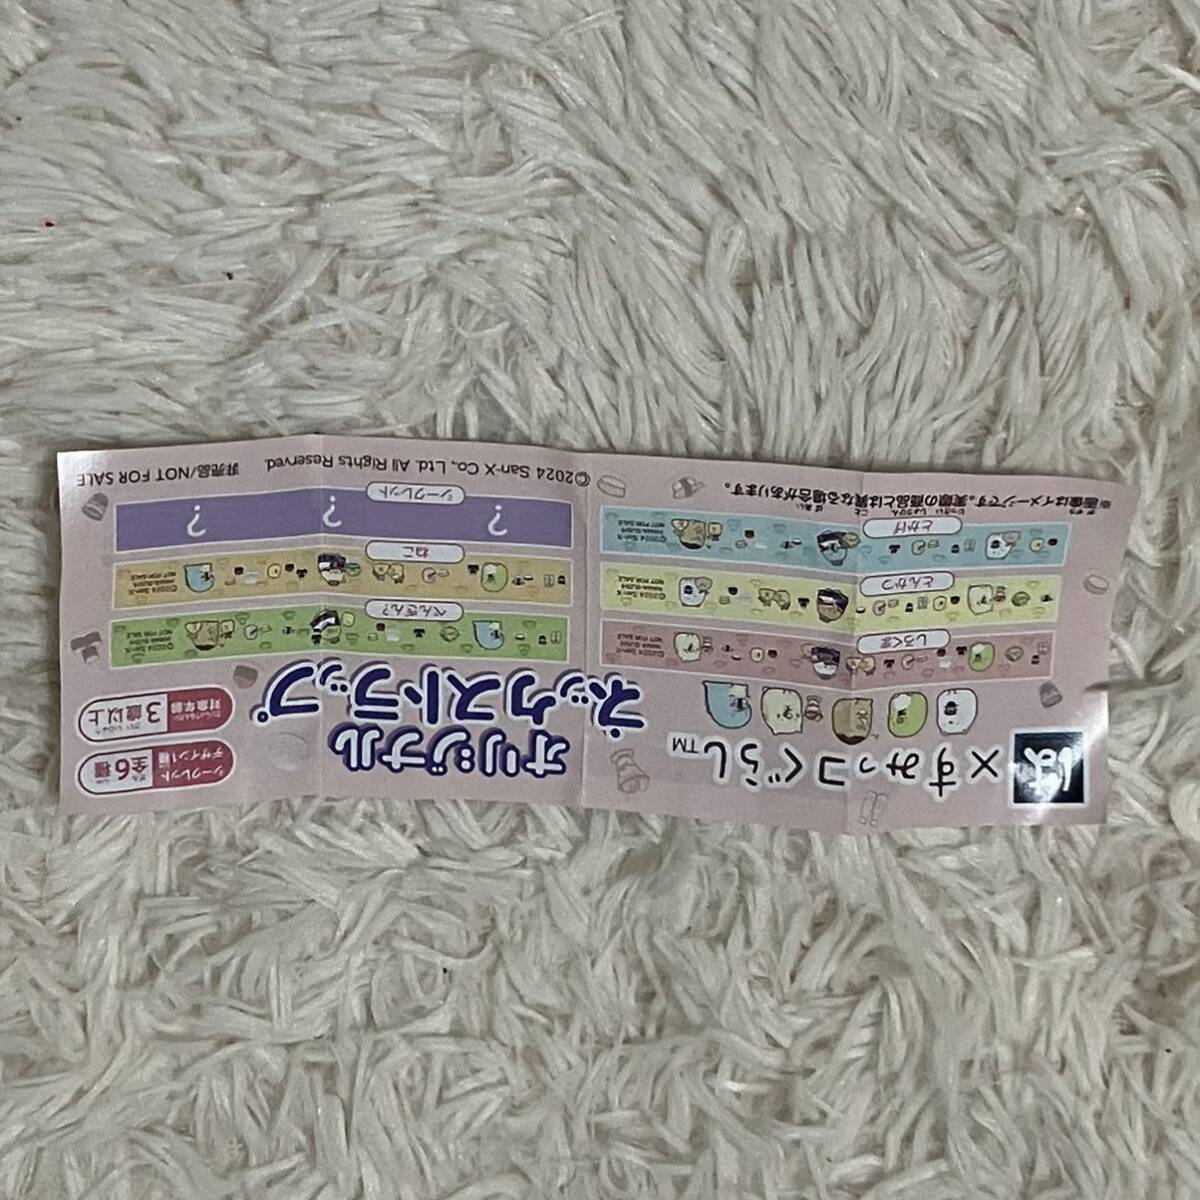 は × すみっコぐらし™
しろくま
とんかつ
とかげ
※画像はイメージです。実際の商品とは異なる場合があります。
オリジナル
ネックストラップ
シークレット
デザイン1種
全6種
対象年齢
3歳以上
ぺんぎん?
ねこ
シークレット
? ? ?
©2024 San-X Co., Ltd. All Rights Reserved.
非売品/NOT FOR SALE